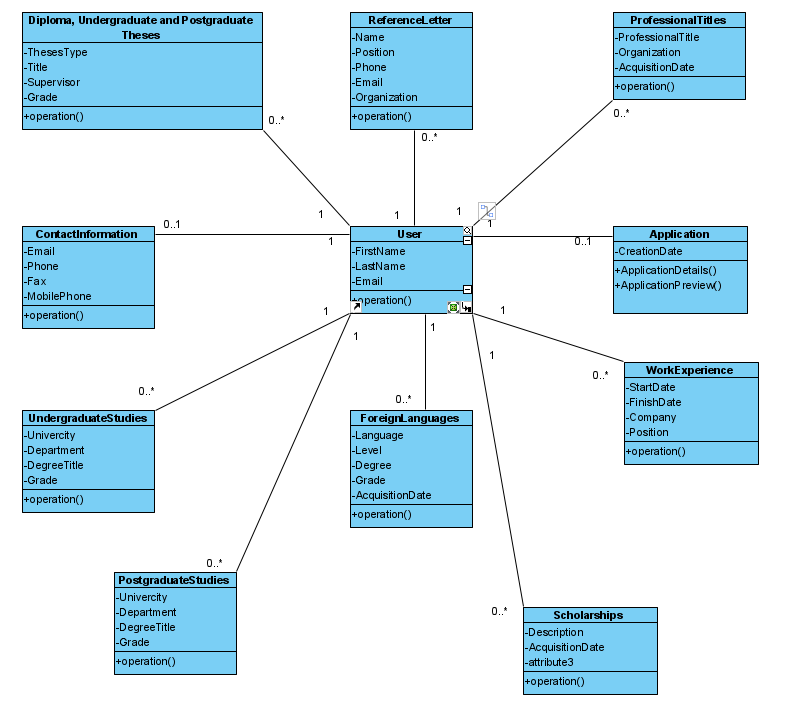 Diploma, Undergraduate and Postgraduate
Theses
-ThesesType
-Title
-Supervisor
-Grade
+operation()
0..*
ReferenceLetter
-Name
-Position
-Phone
-Email
-Organization
+operation()
0..*
ProfessionalTitles
-ProfessionalTitle
-Organization
-AcquisitionDate
+operation()
0..*
1
1
1
1
ContactInformation
-Email
-Phone
-Fax
-MobilePhone
+operation()
0..1
1
User
-FirstName
-LastName
-Email
+operation()
0..1
Application
-CreationDate
+ApplicationDetails()
+ApplicationPreview()
1
1
1
1
1
0..*
WorkExperience
-StartDate
-FinishDate
-Company
-Position
+operation()
0..*
UndergraduateStudies
-Univercity
-Department
-DegreeTitle
-Grade
+operation()
0..*
ForeignLanguages
-Language
-Level
-Degree
-Grade
-AcquisitionDate
+operation()
0..*
PostgraduateStudies
-Univercity
-Department
-DegreeTitle
-Grade
+operation()
0..*
Scholarships
-Description
-AcquisitionDate
-attribute3
+operation()